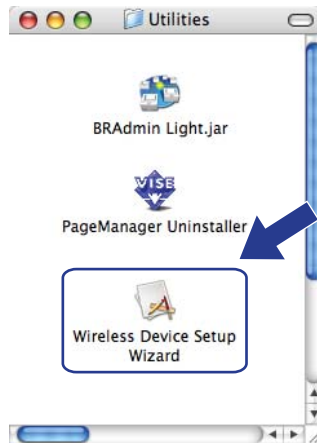 Utilities
BRAdmin Light.jar
VISE
PageManager Uninstaller
Wireless Device Setup
Wizard